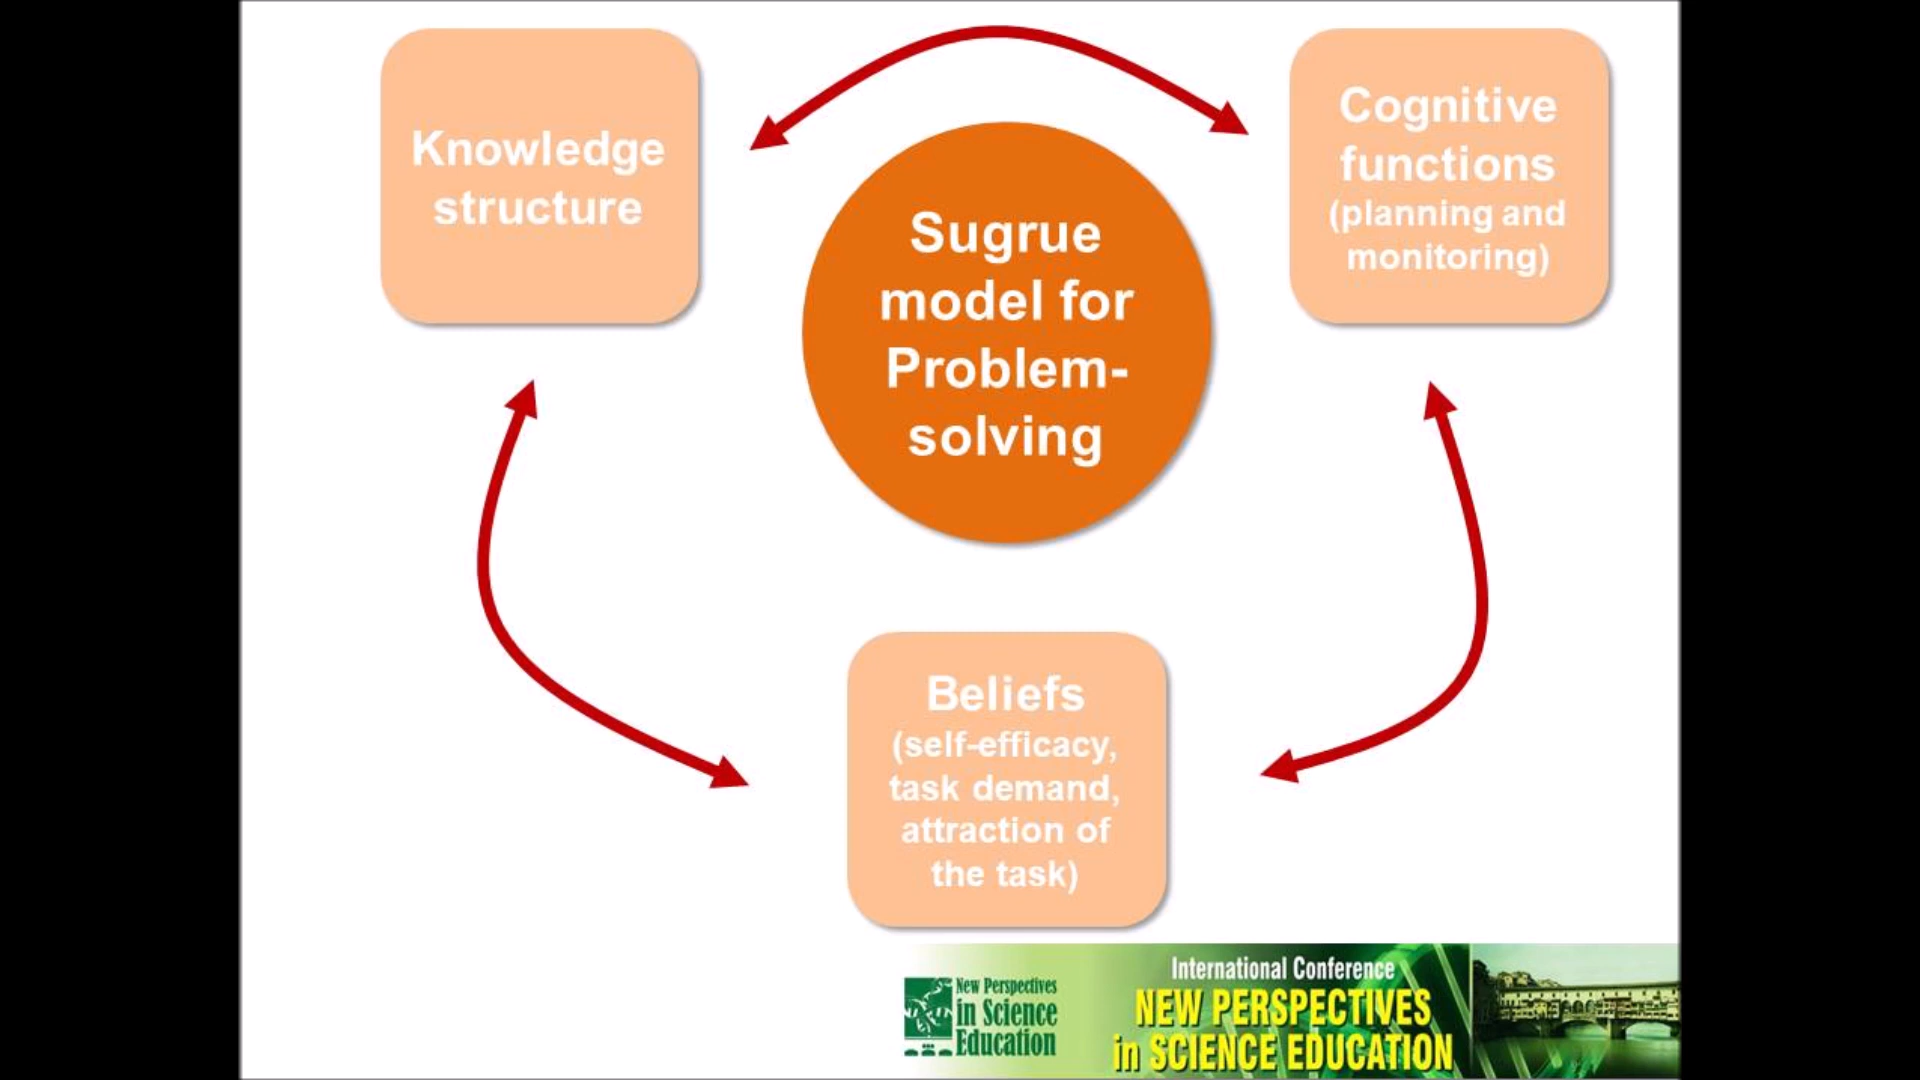 Knowledge
structure
Cognitive
functions
(planning and
monitoring)
Sugrue
model for
Problem-
solving
Beliefs
(self-efficacy,
task demand,
attraction of
the task)
New Perspectives
in Science
Education
International Conference
NEW PERSPECTIVES
in SCIENCE EDUCATION